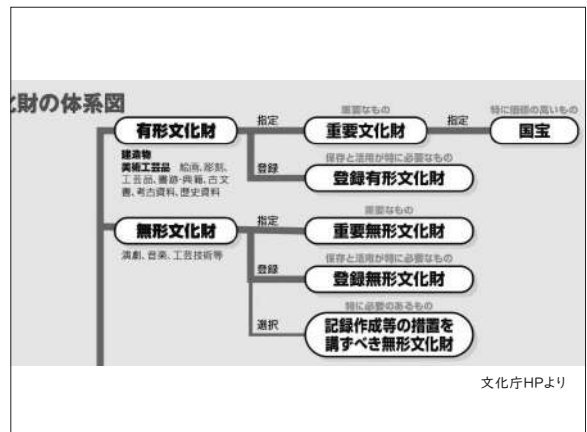 財の体系図
有形文化財
建造物
美術工芸品 絵画、彫刻、
工芸品、書跡・典籍、古文
書、考古資料、歴史資料
指定
重要なもの
重要文化財
指定
特に価値の高いもの
国宝
登録
保存と活用が特に必要なもの
登録有形文化財
無形文化財
演劇、音楽、工芸技術等
指定
重要なもの
重要無形文化財
登録
保存と活用が特に必要なもの
登録無形文化財
選択
特に必要のあるもの
記録作成等の措置を
講ずべき無形文化財
文化庁HPより